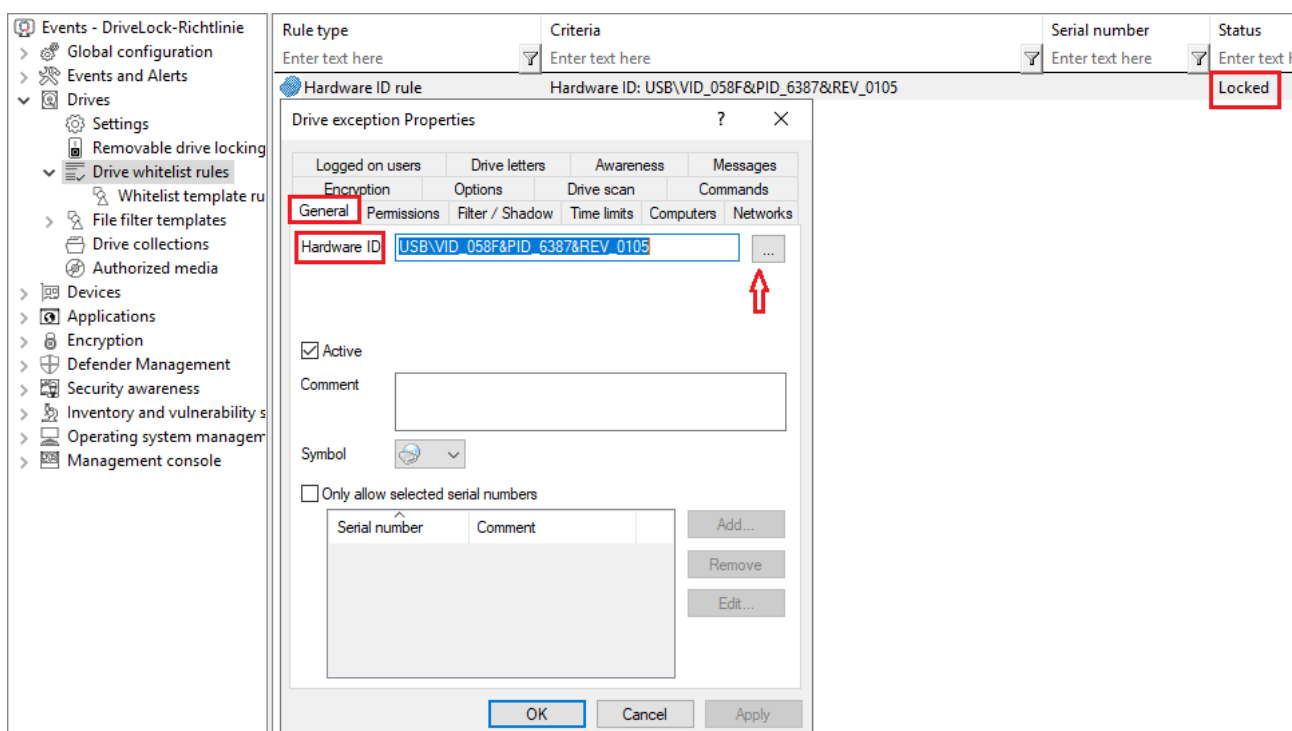 Events - DriveLock-Richtlinie
Global configuration
Events and Alerts
Drives
Settings
Removable drive locking
Drive whitelist rules
Whitelist template ru
File filter templates
Drive collections
Authorized media
Devices
Applications
Encryption
Defender Management
Security awareness
Inventory and vulnerability s
Operating system managem
Management console
Rule type Criteria Serial number Status
Enter text here Enter text here Enter text here Enter text h
Hardware ID rule Hardware ID: USB\VID_058F&PID_6387&REV_0105 Locked
Drive exception Properties ?
Logged on users Drive letters Awareness Messages
Encryption Options Drive scan Commands
General Permissions Filter / Shadow Time limits Computers Networks
Hardware ID USB\VID_058F&PID_6387&REV_0105 ...
Active
Comment
Symbol
Only allow selected serial numbers
Serial number Comment
Add...
Remove
Edit...
OK Cancel Apply